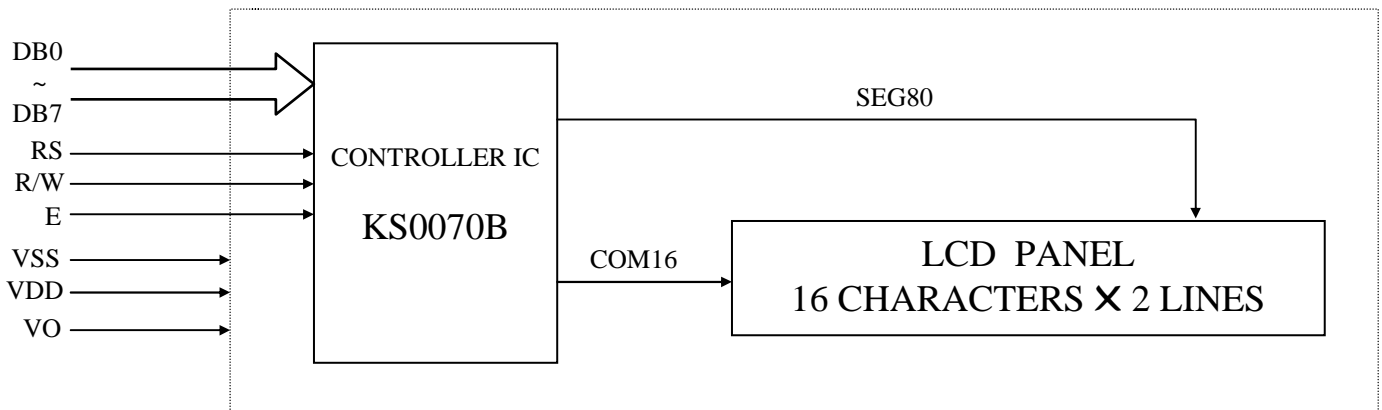 DB0
~
DB7
RS
R/W
E
VSS
VDD
VO
CONTROLLER IC
KS0070B
SEG80
COM16
LCD PANEL
16 CHARACTERS X 2 LINES